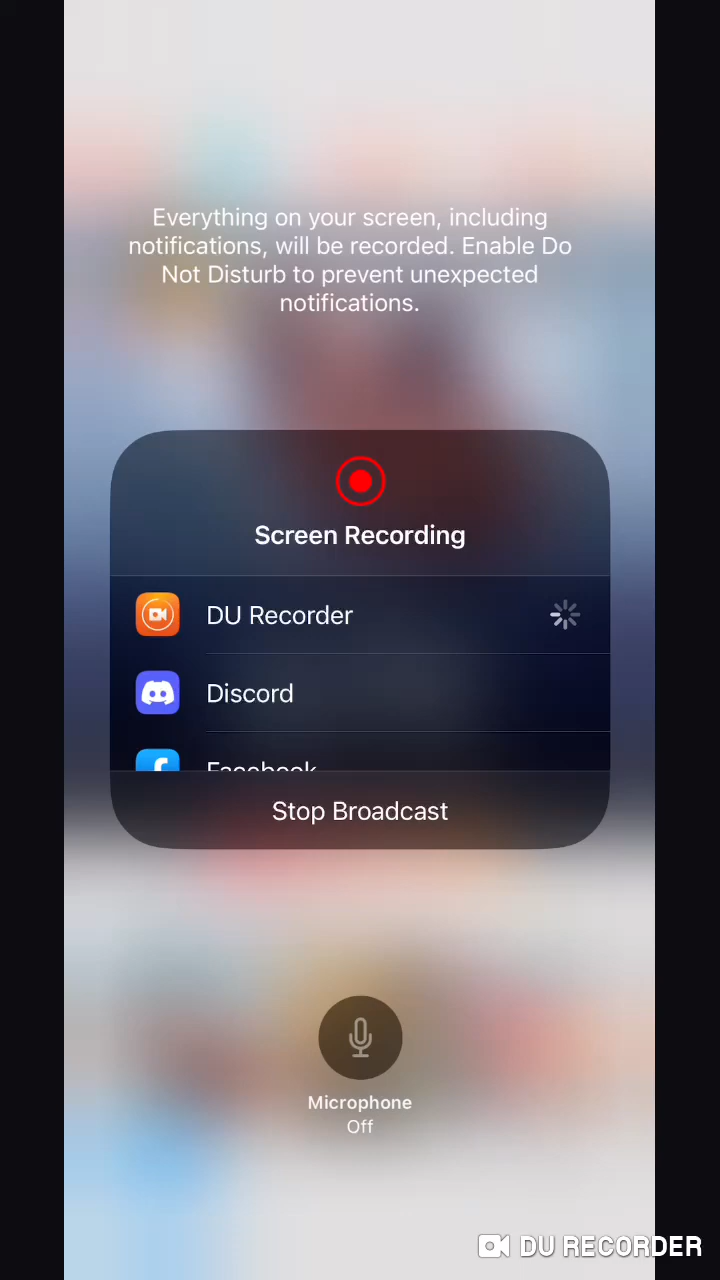 Everything on your screen, including
notifications, will be recorded. Enable Do
Not Disturb to prevent unexpected
notifications.
Screen Recording
DU Recorder
Discord
Facebook
Stop Broadcast
Microphone
Off
DU RECORDER